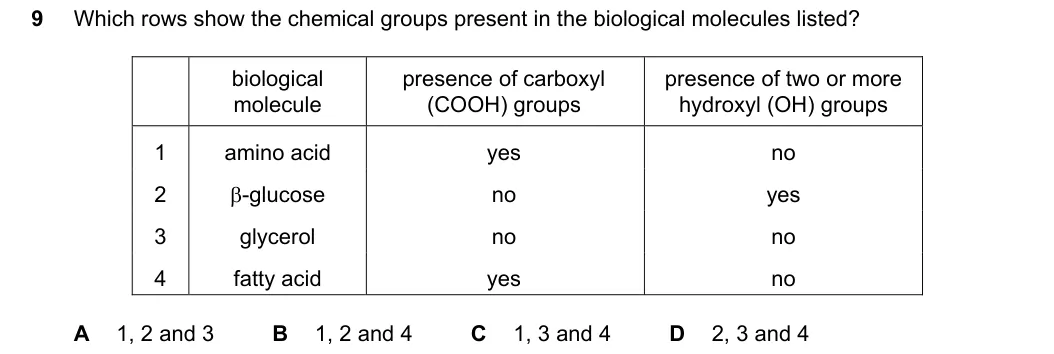 9 Which rows show the chemical groups present in the biological molecules listed?
biological molecule | presence of carboxyl (COOH) groups | presence of two or more hydroxyl (OH) groups
1 amino acid yes no
2 β-glucose no yes
3 glycerol no no
4 fatty acid yes no
A 1, 2 and 3 B 1, 2 and 4 C 1, 3 and 4 D 2, 3 and 4